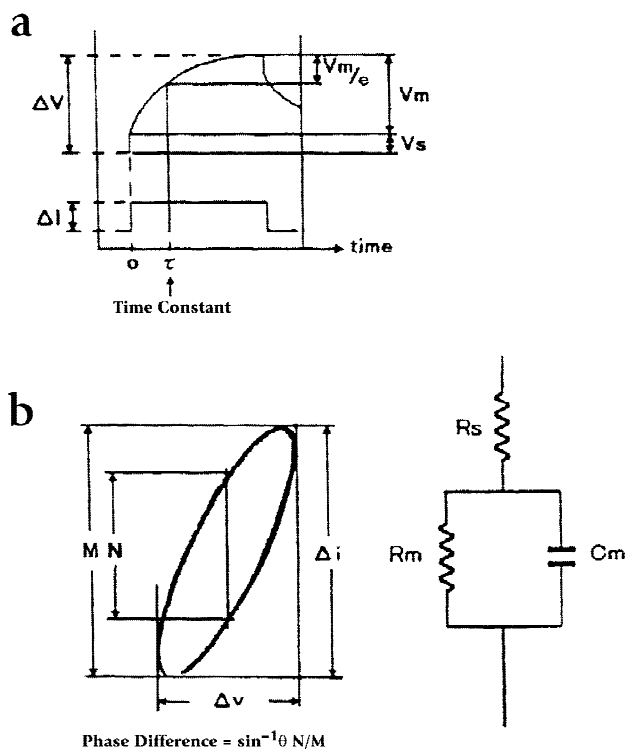 a
ΔV
Vm/e
Vm
Vs
ΔI
time
o
τ
Time Constant
b
M
N
Δi
Δv
Rs
Rm
Cm
Phase Difference = sin⁻¹θ N/M